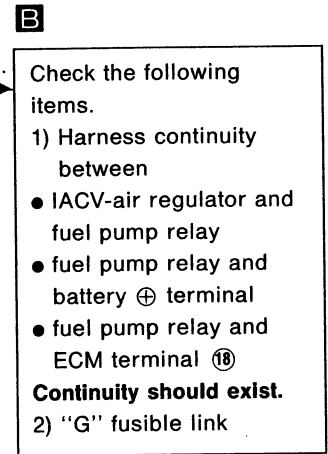 B
Check the following
items.
1) Harness continuity
between
● IACV-air regulator and
fuel pump relay
● fuel pump relay and
battery ⊕ terminal
● fuel pump relay and
ECM terminal ⑱
Continuity should exist.
2) "G" fusible link